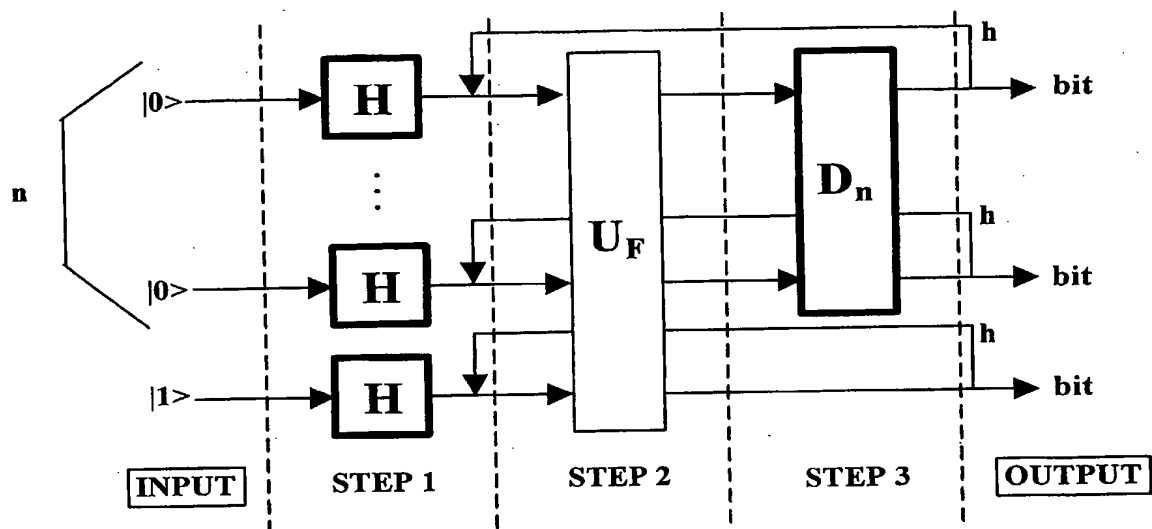 h
|0>
H
bit
n
⋮
D_n
h
U_F
|0>
H
bit
h
|1>
H
bit
INPUT
STEP 1
STEP 2
STEP 3
OUTPUT